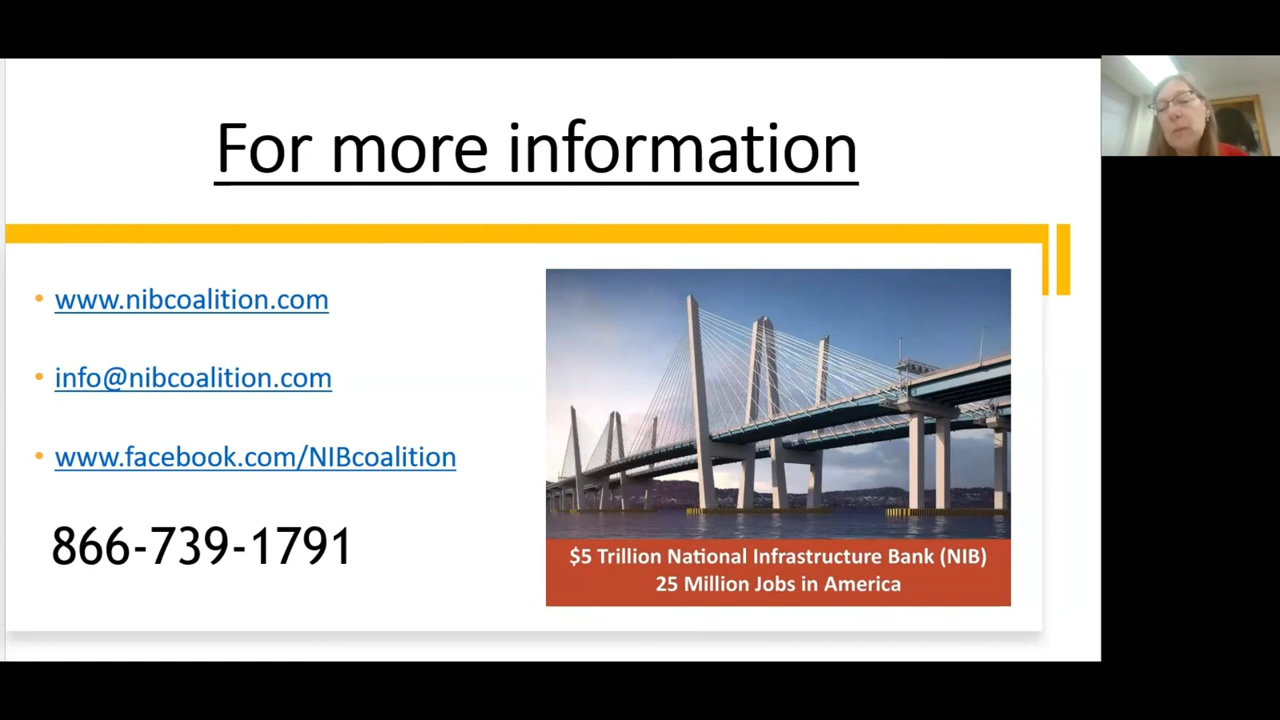 For more information
www.nibcoalition.com
info@nibcoalition.com
www.facebook.com/NIBcoalition
866-739-1791
$5 Trillion National Infrastructure Bank (NIB)
25 Million Jobs in America